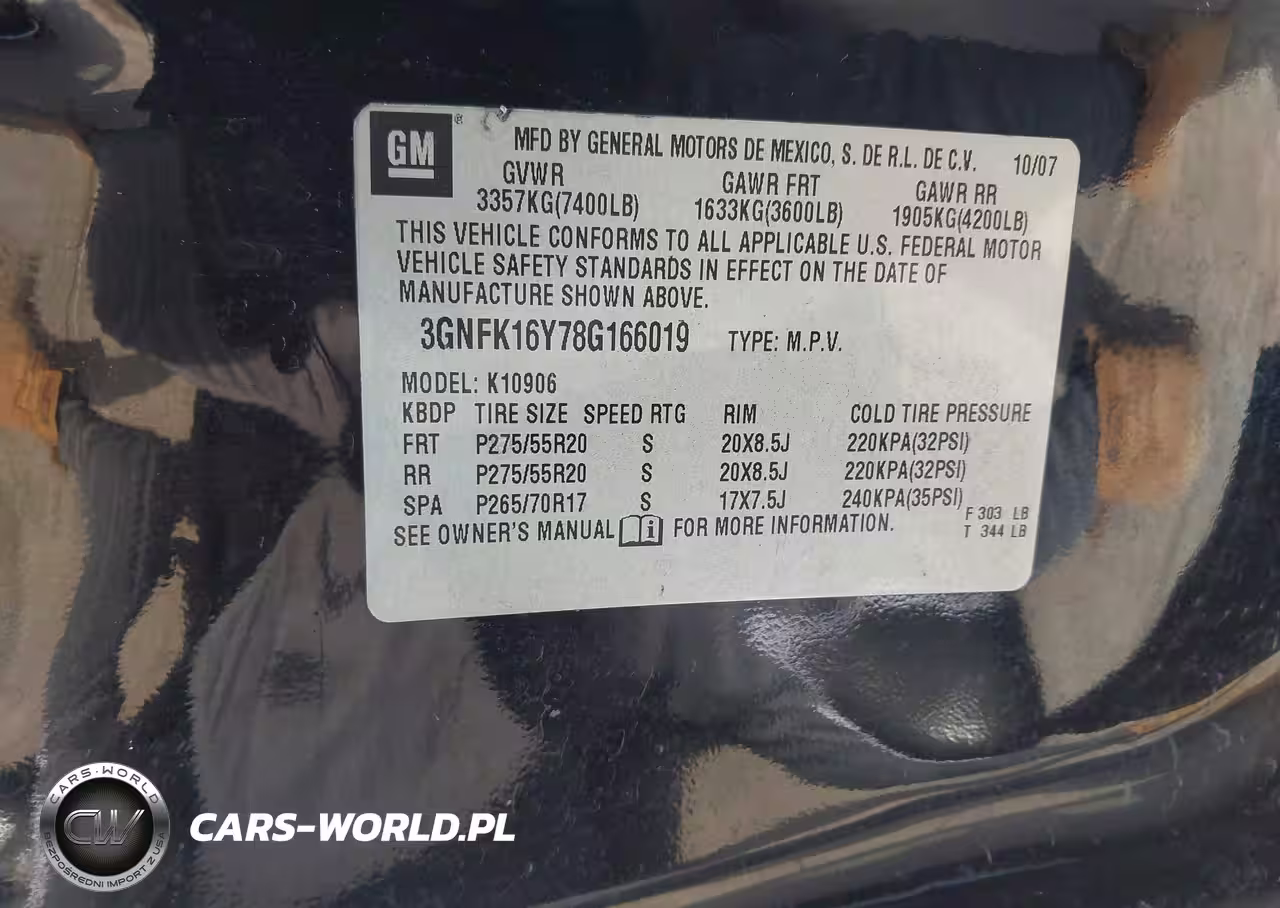 GM®
MFD BY GENERAL MOTORS DE MEXICO, S. DE R.L. DE C.V. 10/07
GVWR GAWR FRT GAWR RR
3357KG(7400LB) 1633KG(3600LB) 1905KG(4200LB)
THIS VEHICLE CONFORMS TO ALL APPLICABLE U.S. FEDERAL MOTOR
VEHICLE SAFETY STANDARDS IN EFFECT ON THE DATE OF
MANUFACTURE SHOWN ABOVE.
3GNFK16Y78G166019 TYPE: M.P.V.
MODEL: K10906
KBDP TIRE SIZE SPEED RTG RIM COLD TIRE PRESSURE
FRT P275/55R20 S 20X8.5J 220KPA(32PSI)
RR P275/55R20 S 20X8.5J 220KPA(32PSI)
SPA P265/70R17 S 17X7.5J 240KPA(35PSI)
SEE OWNER'S MANUAL i FOR MORE INFORMATION.
F 303 LB
T 344 LB
CARS-WORLD
CW
BEZPOŚREDNI IMPORT Z USA
CARS-WORLD.PL